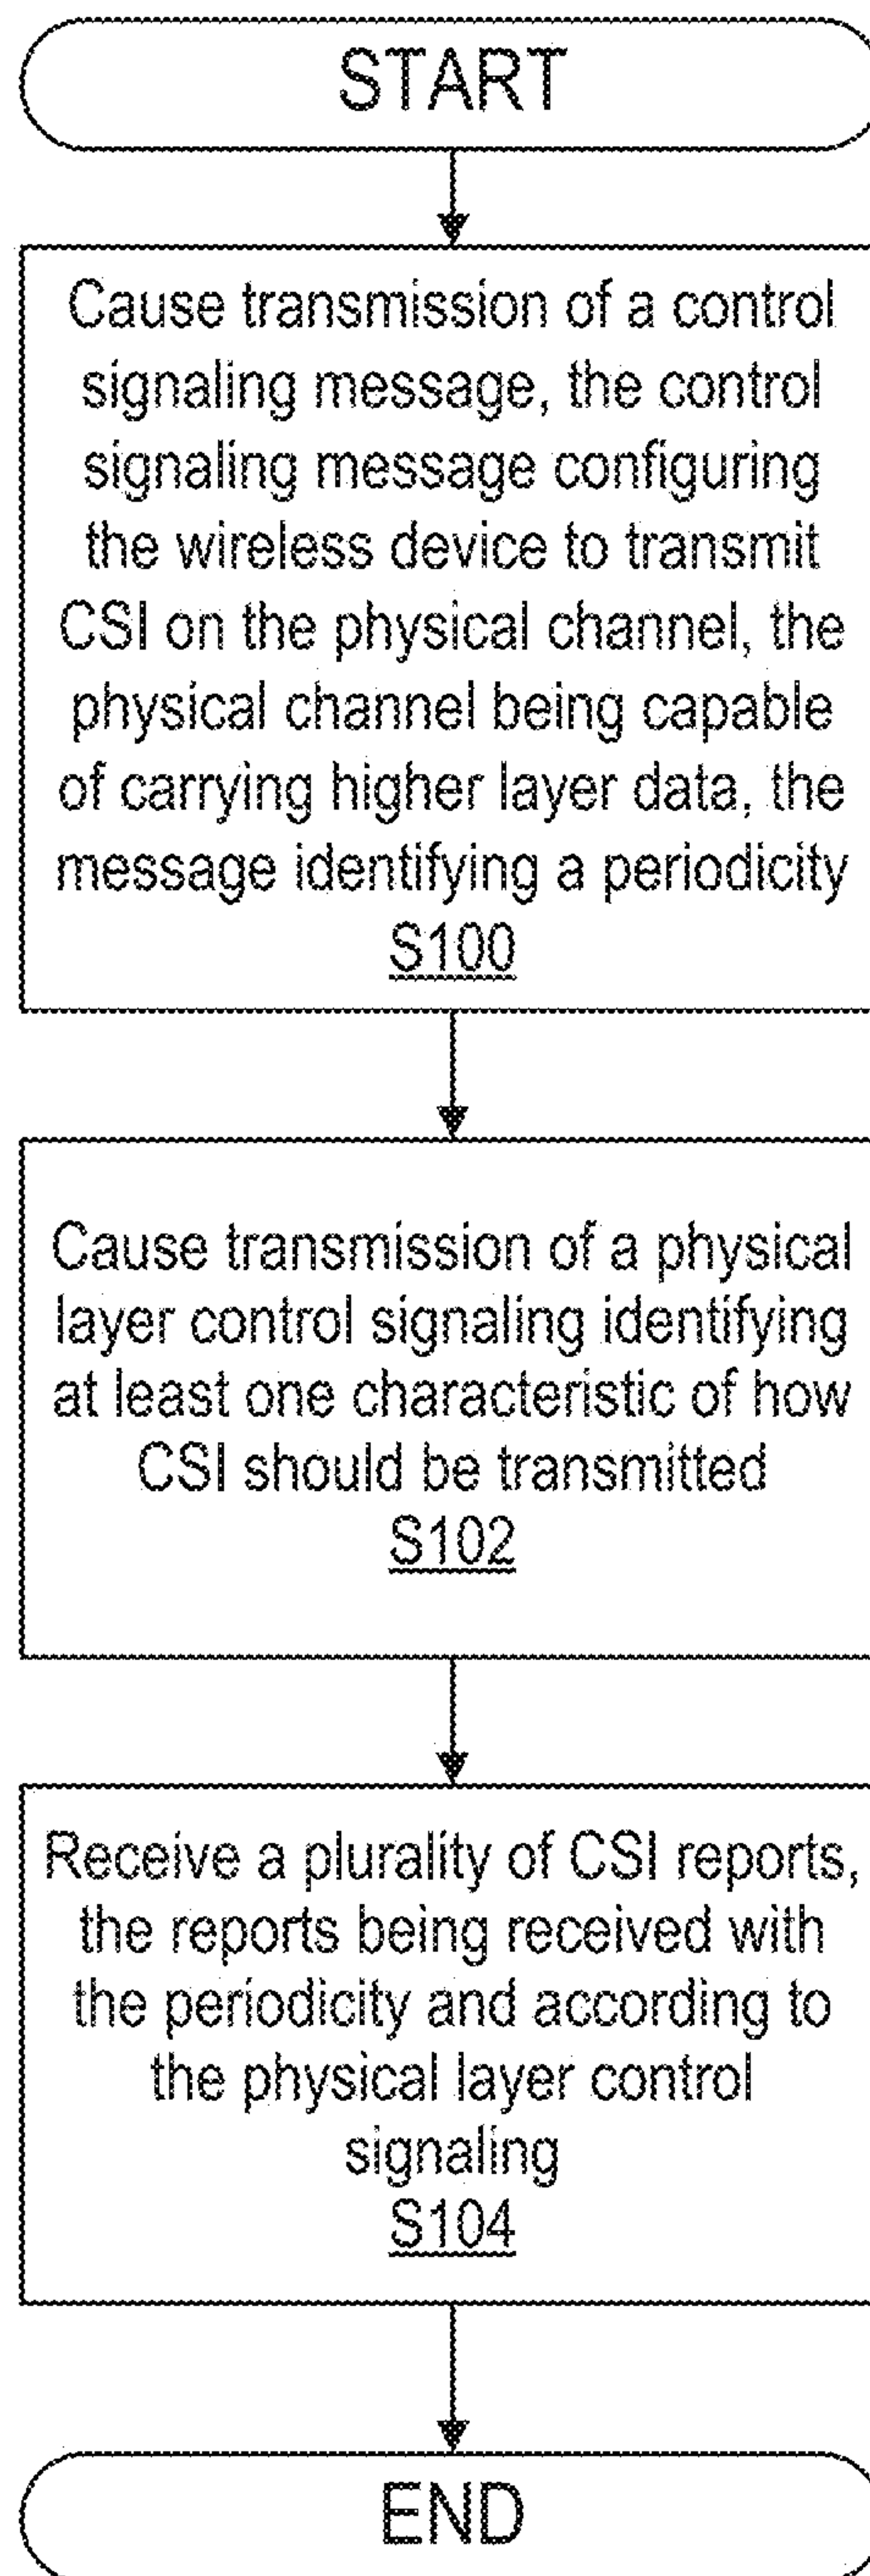 START
Cause transmission of a control
signaling message, the control
signaling message configuring
the wireless device to transmit
CSI on the physical channel, the
physical channel being capable
of carrying higher layer data, the
message identifying a periodicity
S100
Cause transmission of a physical
layer control signaling identifying
at least one characteristic of how
CSI should be transmitted
S102
Receive a plurality of CSI reports,
the reports being received with
the periodicity and according to
the physical layer control
signaling
S104
END